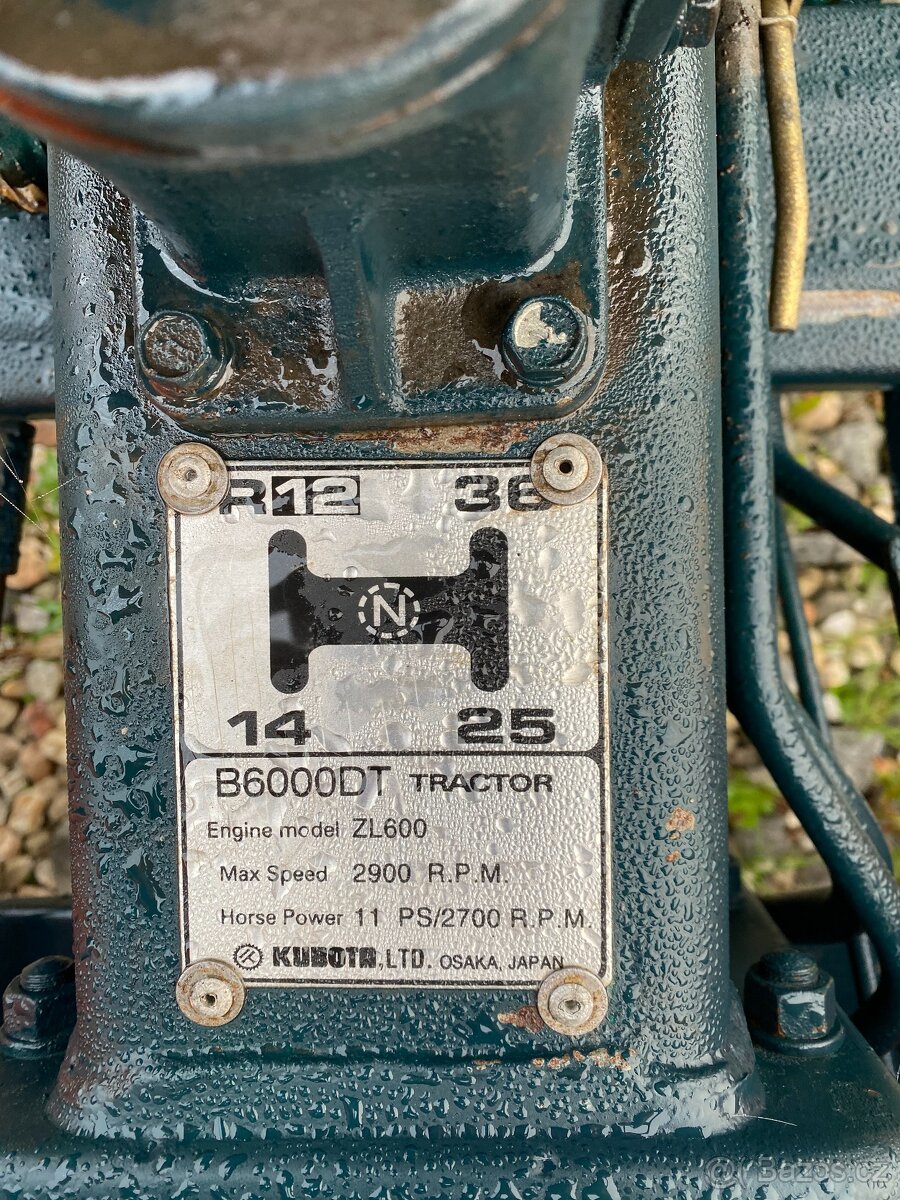 R12 36
N
14 25
B6000DT TRACTOR
Engine model ZL600
Max Speed 2900 R.P.M.
Horse Power 11 PS/2700 R.P.M.
KUBOTA,LTD. OSAKA, JAPAN
Bazos.cz